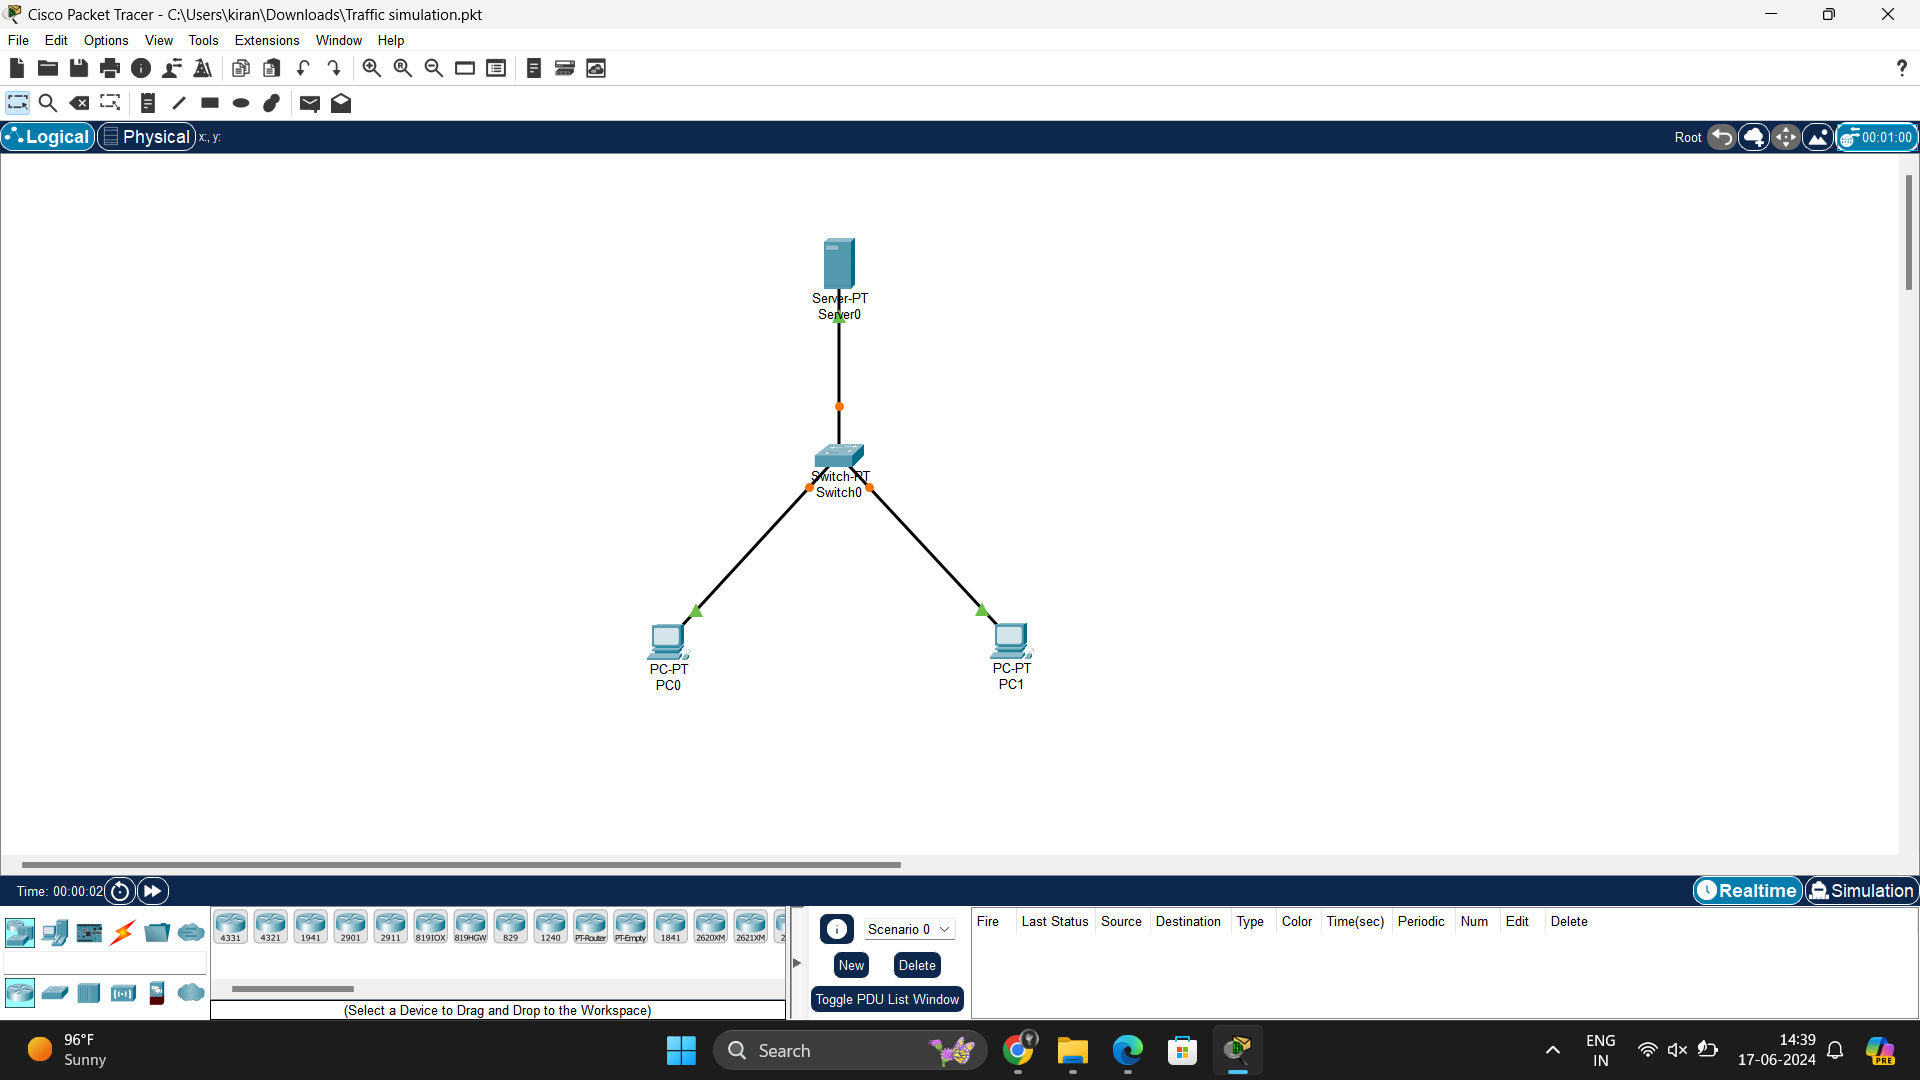 Cisco Packet Tracer - C:\Users\kiran\Downloads\Traffic simulation.pkt
File Edit Options View Tools Extensions Window Help
?
Logical Physical x:, y: Root 00:01:00
Server-PT
Server0
Switch-PT
Switch0
PC-PT
PC0
PC-PT
PC1
Time: 00:00:02 Realtime Simulation
4331 4321 1941 2901 2911 819IOX 819HGW 829 1240 PT-Router PT-Empty 1841 2620XM 2621XM 2
(Select a Device to Drag and Drop to the Workspace)
Scenario 0
New Delete
Toggle PDU List Window
Fire Last Status Source Destination Type Color Time(sec) Periodic Num Edit Delete
96°F
Sunny
Search
ENG
IN
14:39
17-06-2024
PRE